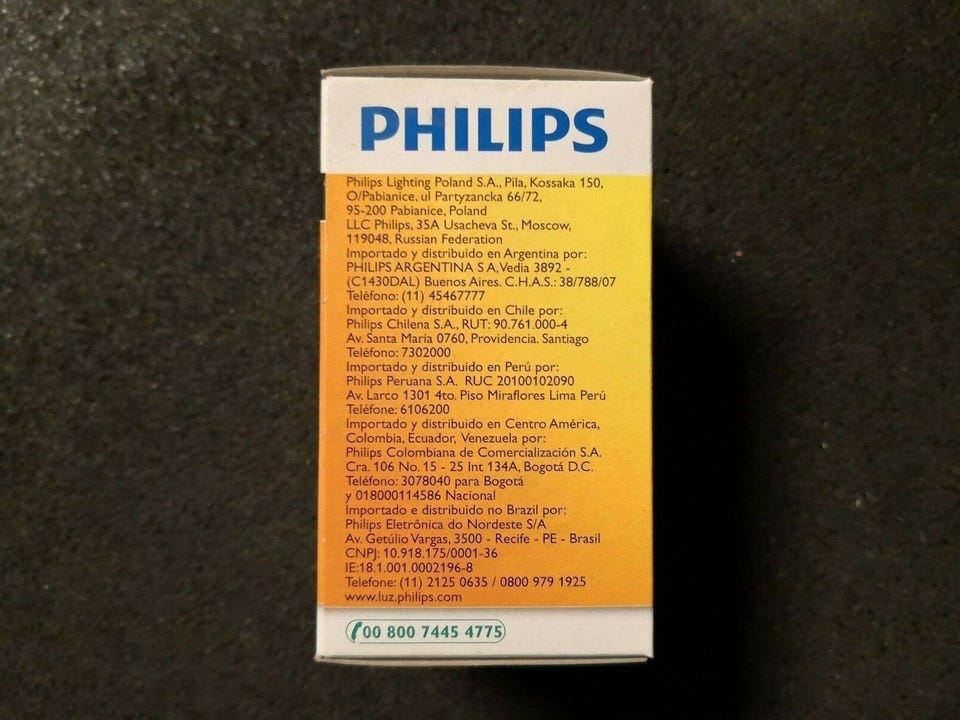 PHILIPS
Philips Lighting Poland S.A., Pila, Kossaka 150,
O/Pabianice, ul Partyzancka 66/72,
95-200 Pabianice, Poland
LLC Philips, 35A Usacheva St., Moscow,
119048, Russian Federation
Importado y distribuido en Argentina por:
PHILIPS ARGENTINA S A, Vedia 3892 -
(C1430DAL) Buenos Aires. C.H.A.S.: 38/788/07
Teléfono: (11) 45467777
Importado y distribuido en Chile por:
Philips Chilena S.A., RUT: 90.761.000-4
Av. Santa María 0760, Providencia. Santiago
Teléfono: 7302000
Importado y distribuido en Perú por:
Philips Peruana S.A. RUC 20100102090
Av. Larco 1301 4to. Piso Miraflores Lima Perú
Teléfone: 6106200
Importado y distribuido en Centro América,
Colombia, Ecuador, Venezuela por:
Philips Colombiana de Comercialización S.A.
Cra. 106 No. 15 - 25 Int 134A, Bogotá D.C.
Teléfono: 3078040 para Bogotá
y 018000114586 Nacional
Importado e distribuido no Brazil por:
Philips Eletrônica do Nordeste S/A
Av. Getúlio Vargas, 3500 - Recife - PE - Brasil
CNPJ: 10.918.175/0001-36
IE:18.1.001.0002196-8
Telefone: (11) 2125 0635 / 0800 979 1925
www.luz.philips.com
00 800 7445 4775